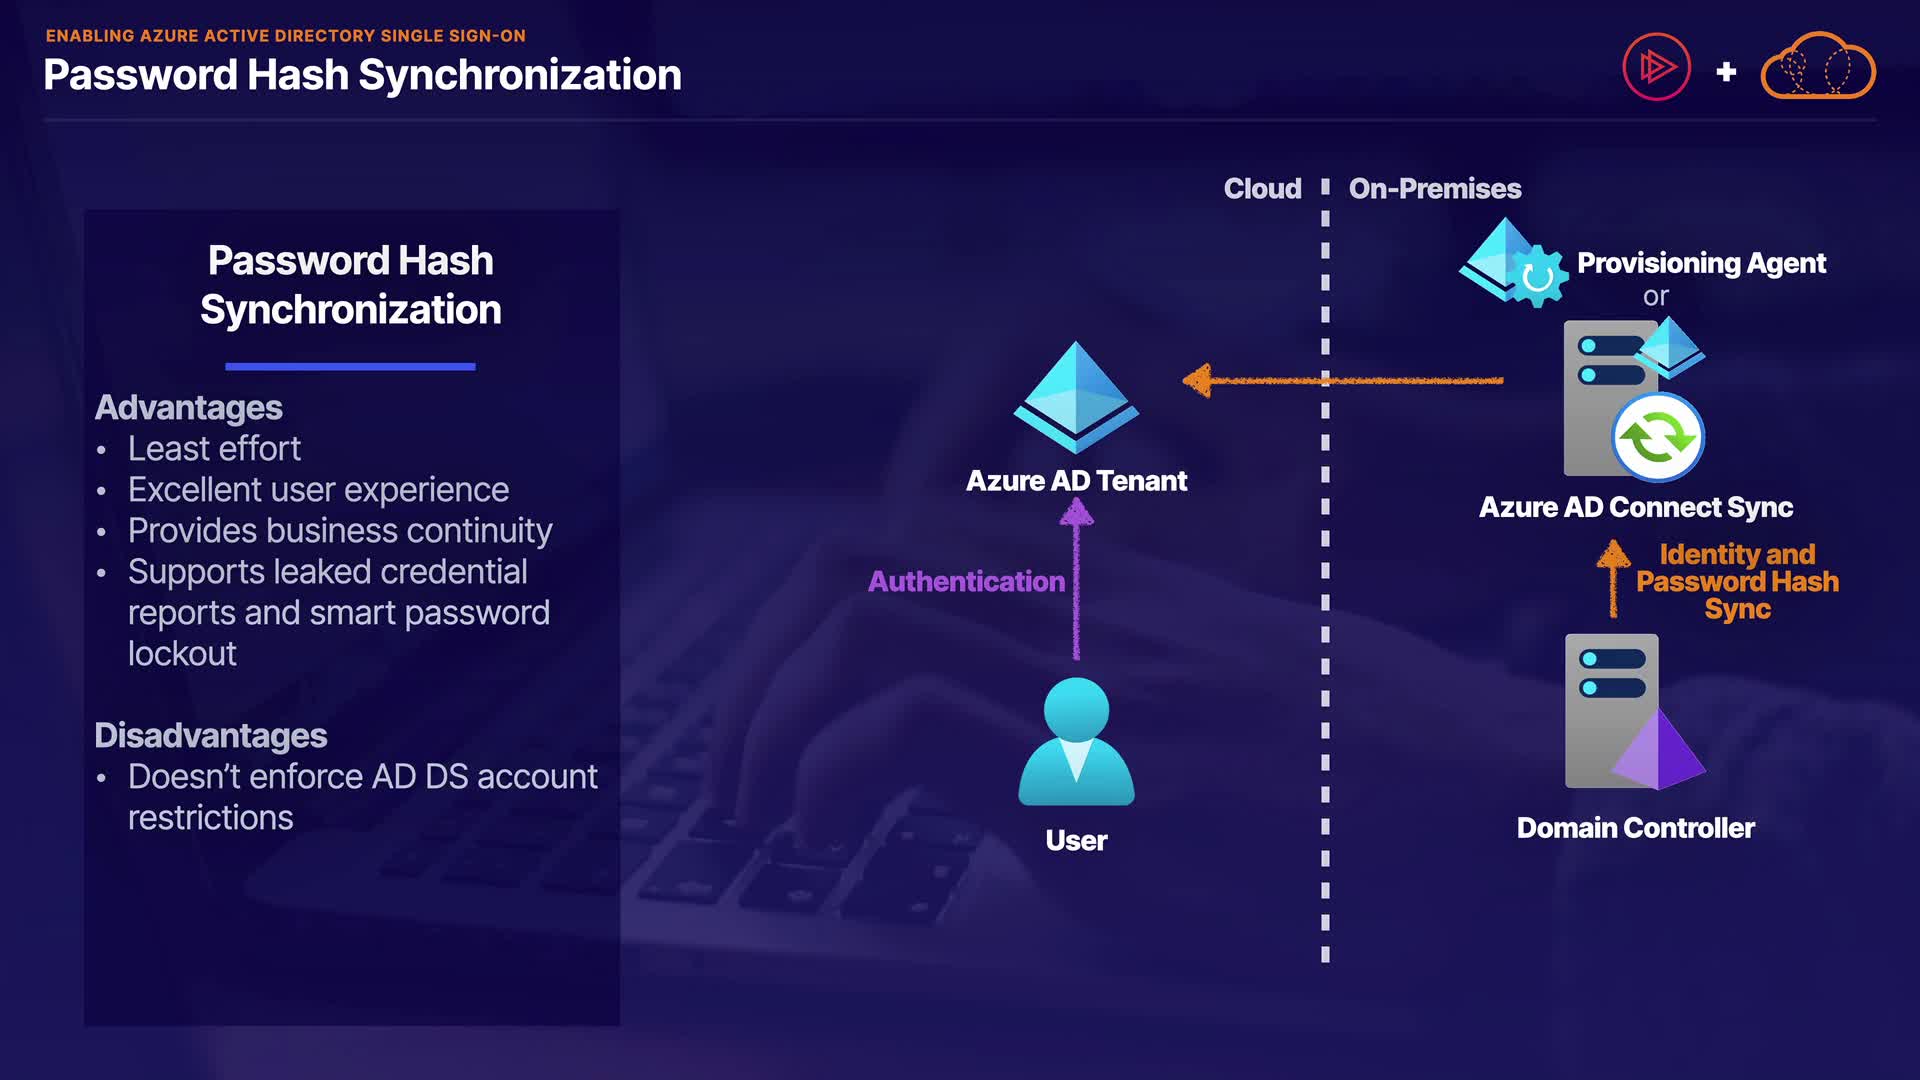 ENABLING AZURE ACTIVE DIRECTORY SINGLE SIGN-ON
Password Hash Synchronization
Password Hash
Synchronization
Advantages
• Least effort
• Excellent user experience
• Provides business continuity
• Supports leaked credential
reports and smart password
lockout
Disadvantages
• Doesn’t enforce AD DS account
restrictions
Cloud
On-Premises
Provisioning Agent
or
Azure AD Tenant
Azure AD Connect Sync
Authentication
Identity and
Password Hash
Sync
User
Domain Controller